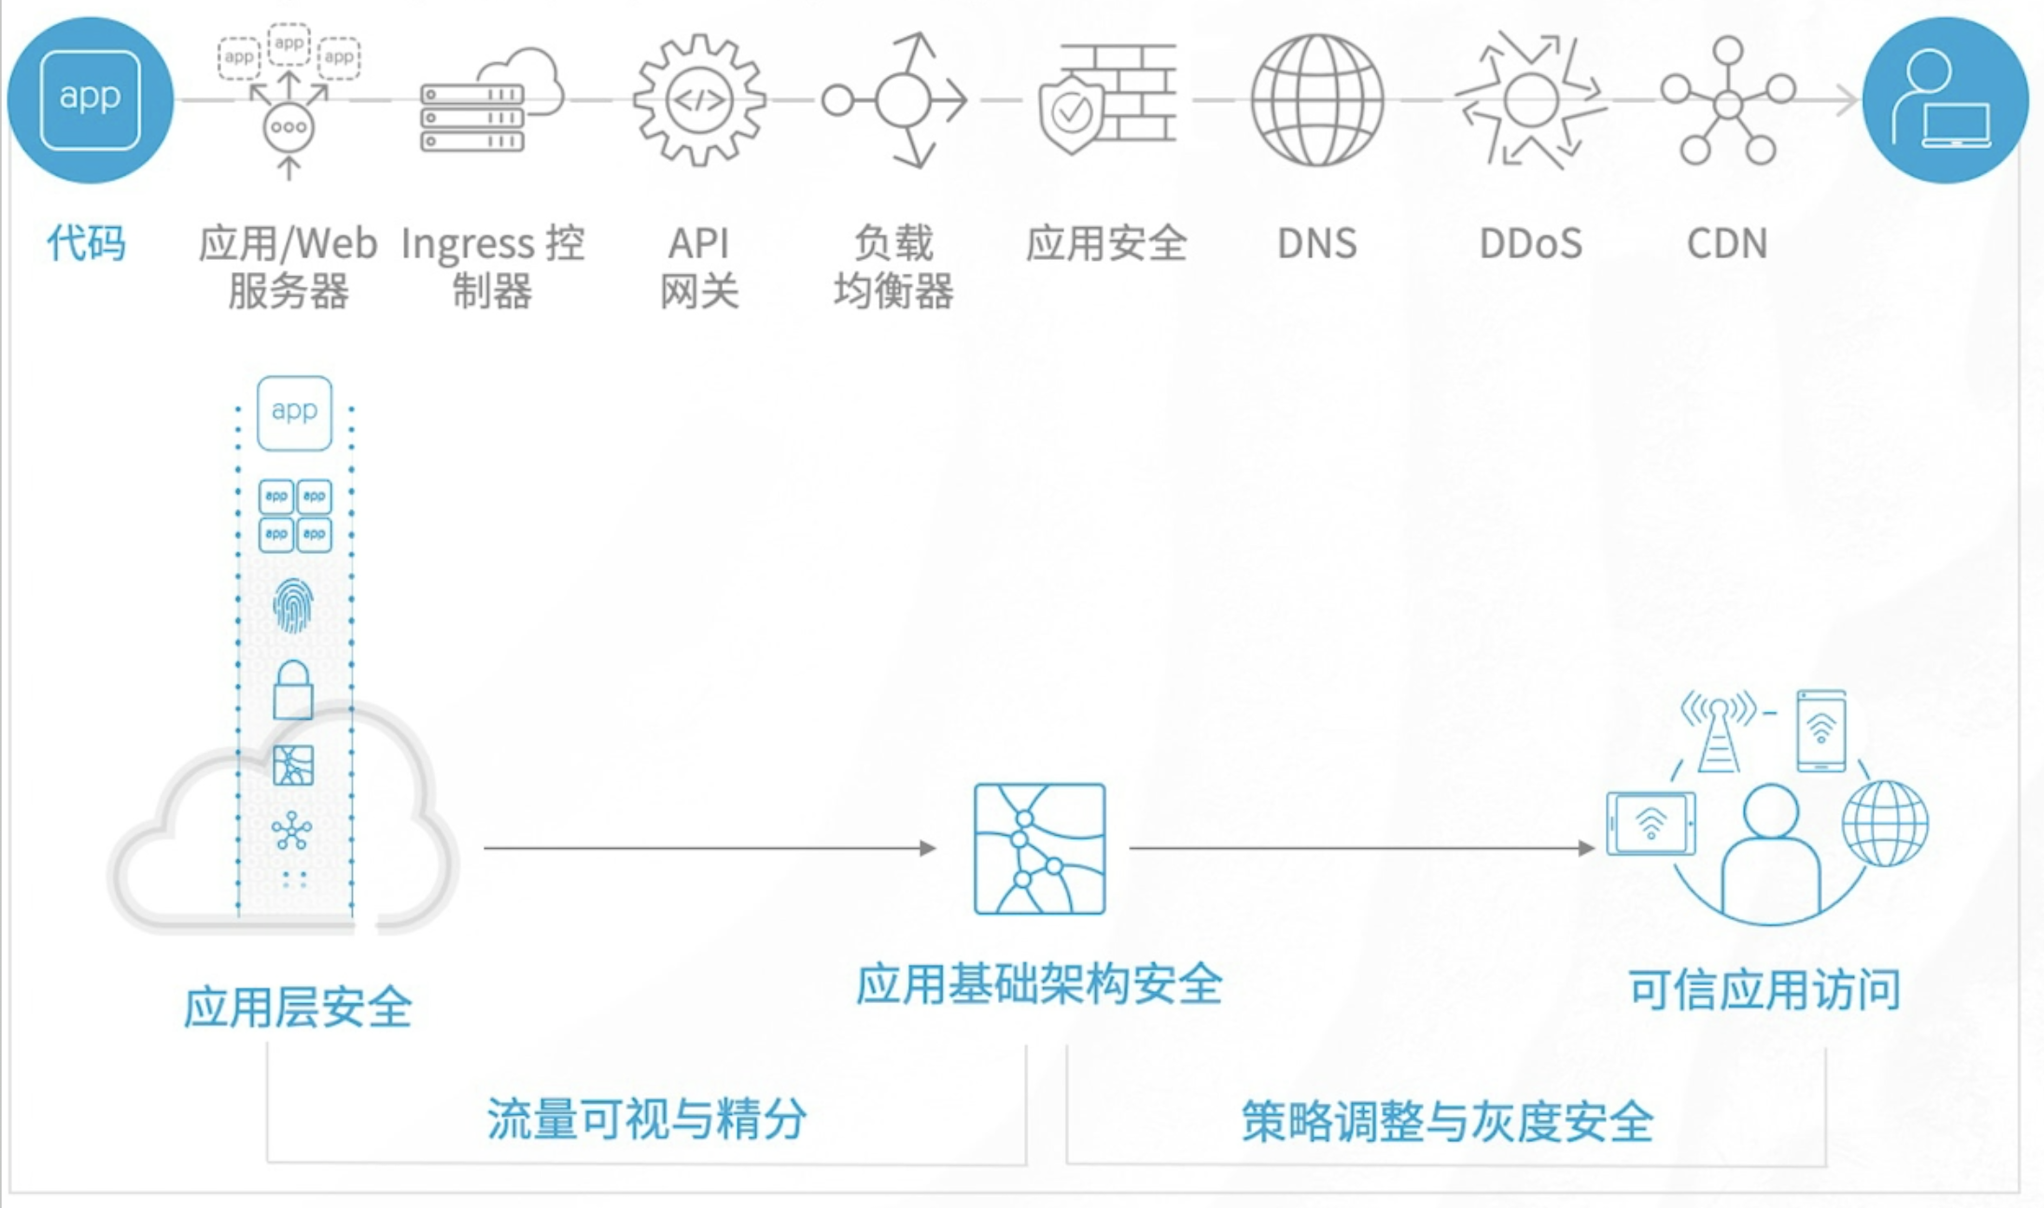 app
app
app
app
代码
应用/Web
服务器
Ingress 控
制器
API
网关
负载
均衡器
应用安全
DNS
DDoS
CDN
app
app app
app app
应用层安全
应用基础架构安全
可信应用访问
流量可视与精分
策略调整与灰度安全